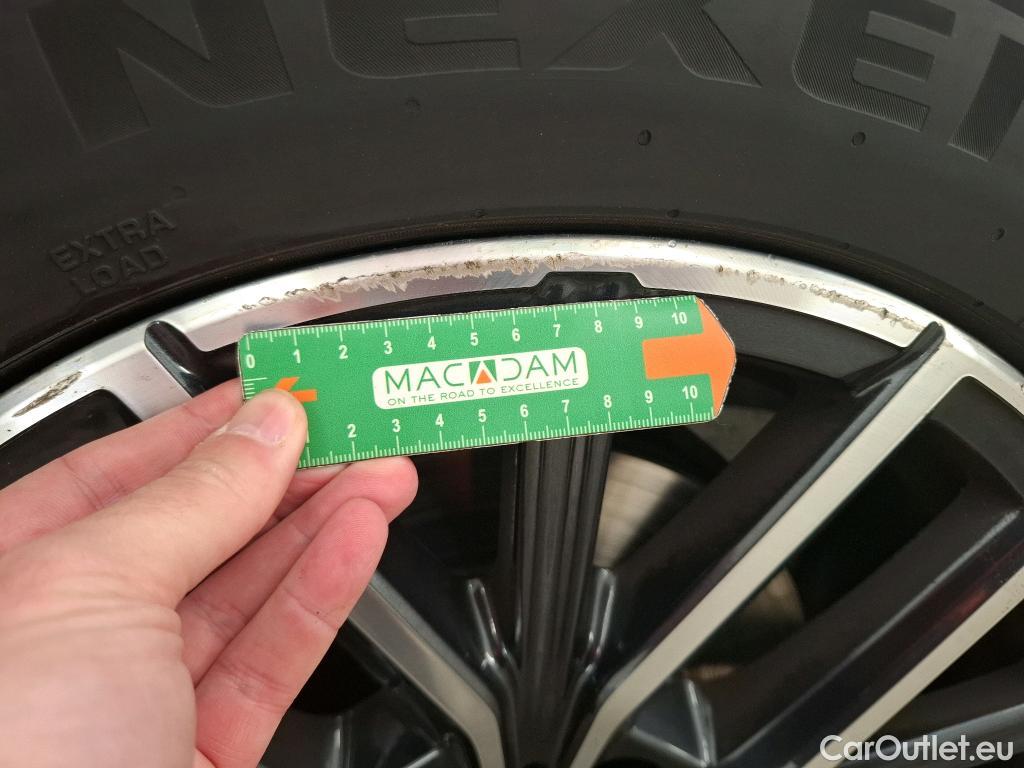 NEXEN
EXTRA
LOAD
0 1 2 3 4 5 6 7 8 9 10
MACADAM
ON THE ROAD TO EXCELLENCE
1 2 3 4 5 6 7 8 9 10
CarOutlet.eu